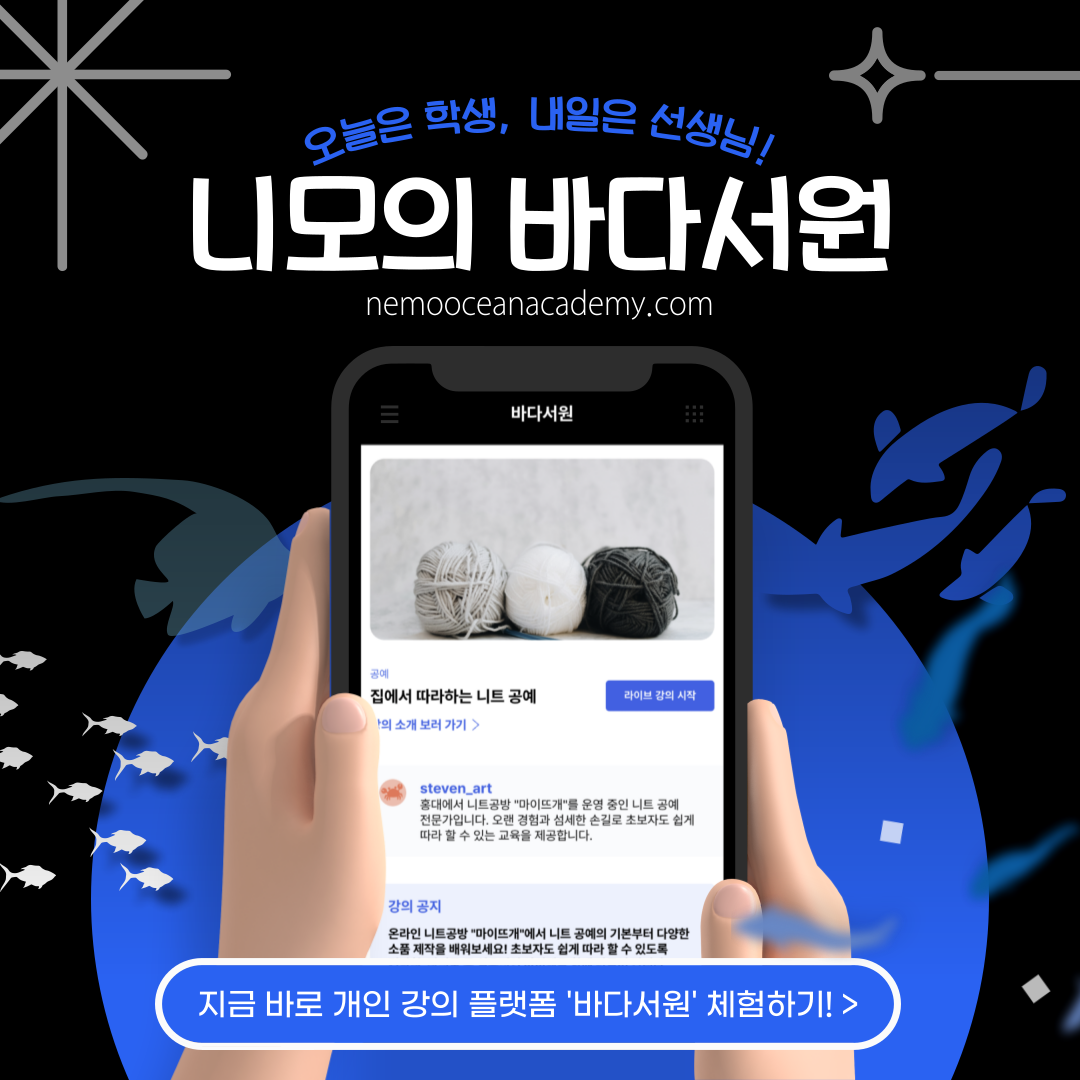 오늘은 학생, 내일은 선생님!
니모의 바다서원
nemooceanacademy.com
바다서원
공예
집에서 따라하는 니트 공예
라이브 강의 시작
소개 보러 가기 >
steven_art
홍대에서 니트공방 "마이뜨개"를 운영 중인 니트 공예
전문가입니다. 오랜 경험과 섬세한 손길로 초보자도 쉽게
따라 할 수 있는 교육을 제공합니다.
강의 공지
온라인 니트공방 "마이뜨개"에서 니트 공예의 기본부터 다양한
소품 제작을 배워보세요! 초보자도 쉽게 따라 할 수 있도록
지금 바로 개인 강의 플랫폼 '바다서원' 체험하기! >